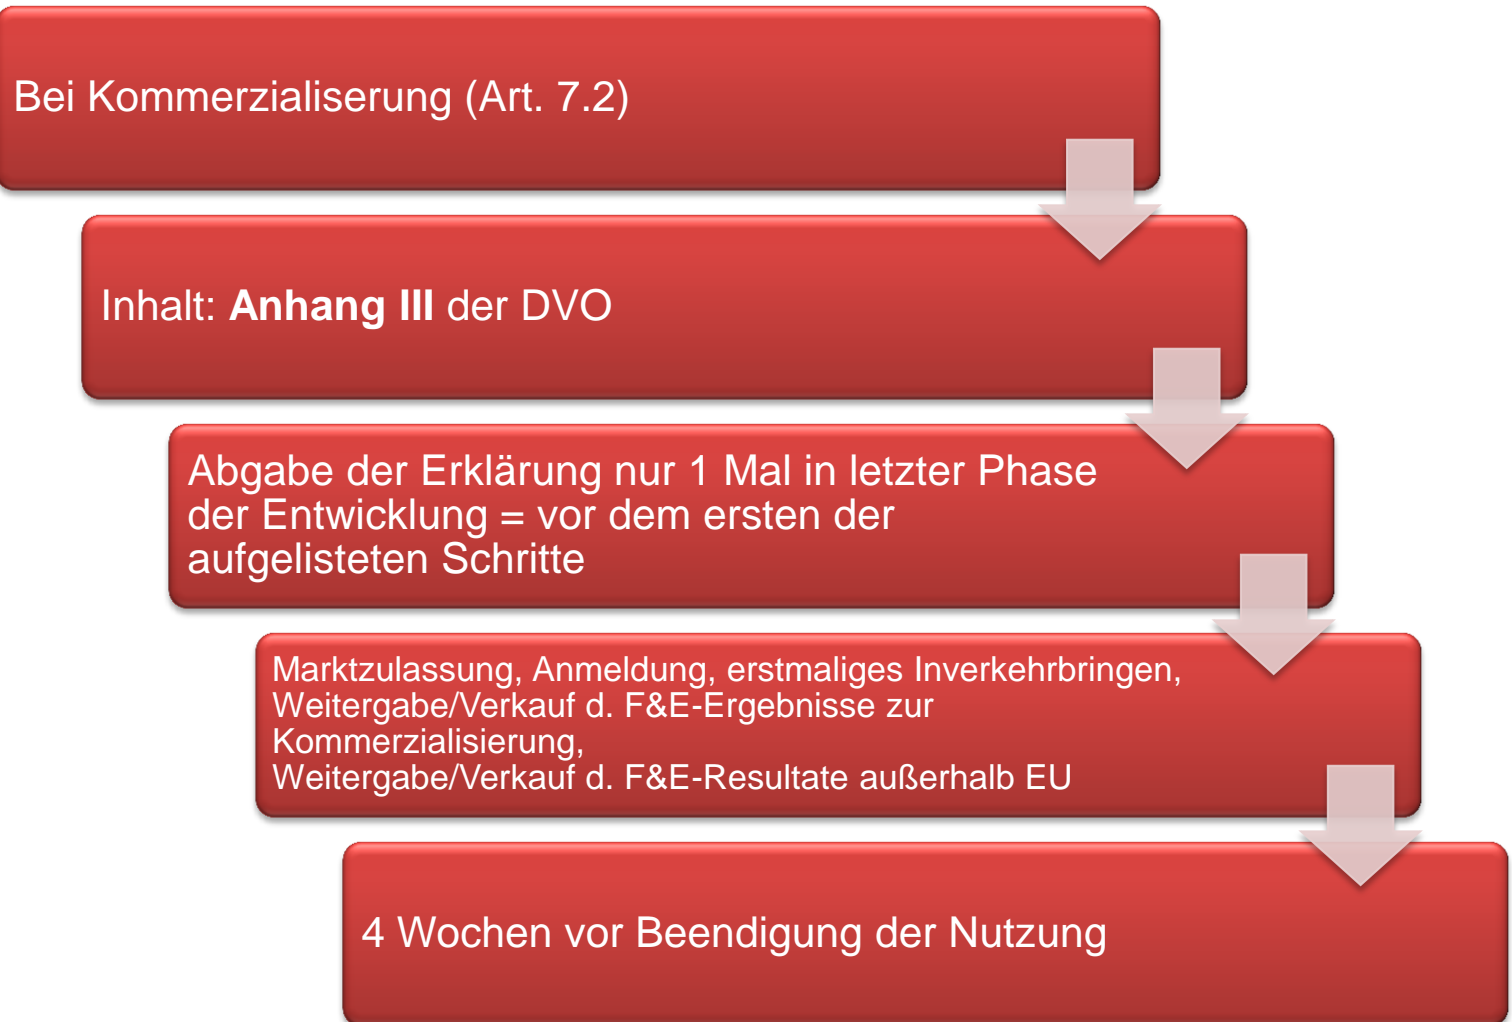 Bei Kommerzialiserung (Art. 7.2)
Inhalt: Anhang III der DVO
Abgabe der Erklärung nur 1 Mal in letzter Phase
der Entwicklung = vor dem ersten der
aufgelisteten Schritte
Marktzulassung, Anmeldung, erstmaliges Inverkehrbringen,
Weitergabe/Verkauf d. F&E-Ergebnisse zur
Kommerzialisierung,
Weitergabe/Verkauf d. F&E-Resultate außerhalb EU
4 Wochen vor Beendigung der Nutzung